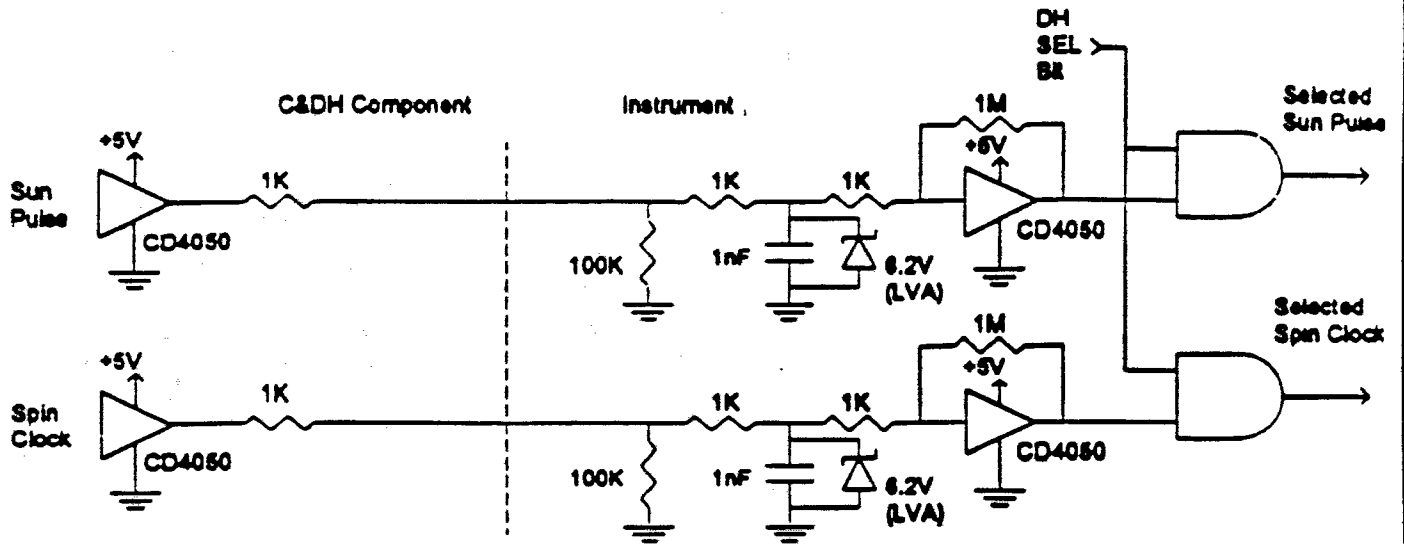 DH
SEL
Bit
C&DH Component
Instrument
1M
Selected
Sun Pulse
+5V
+5V
Sun
Pulse
1K
1K
1K
CD4050
CD4050
100K
1nF
6.2V
(LVA)
1M
Selected
Spin Clock
+5V
+5V
Spin
Clock
1K
1K
1K
CD4050
CD4050
100K
1nF
6.2V
(LVA)